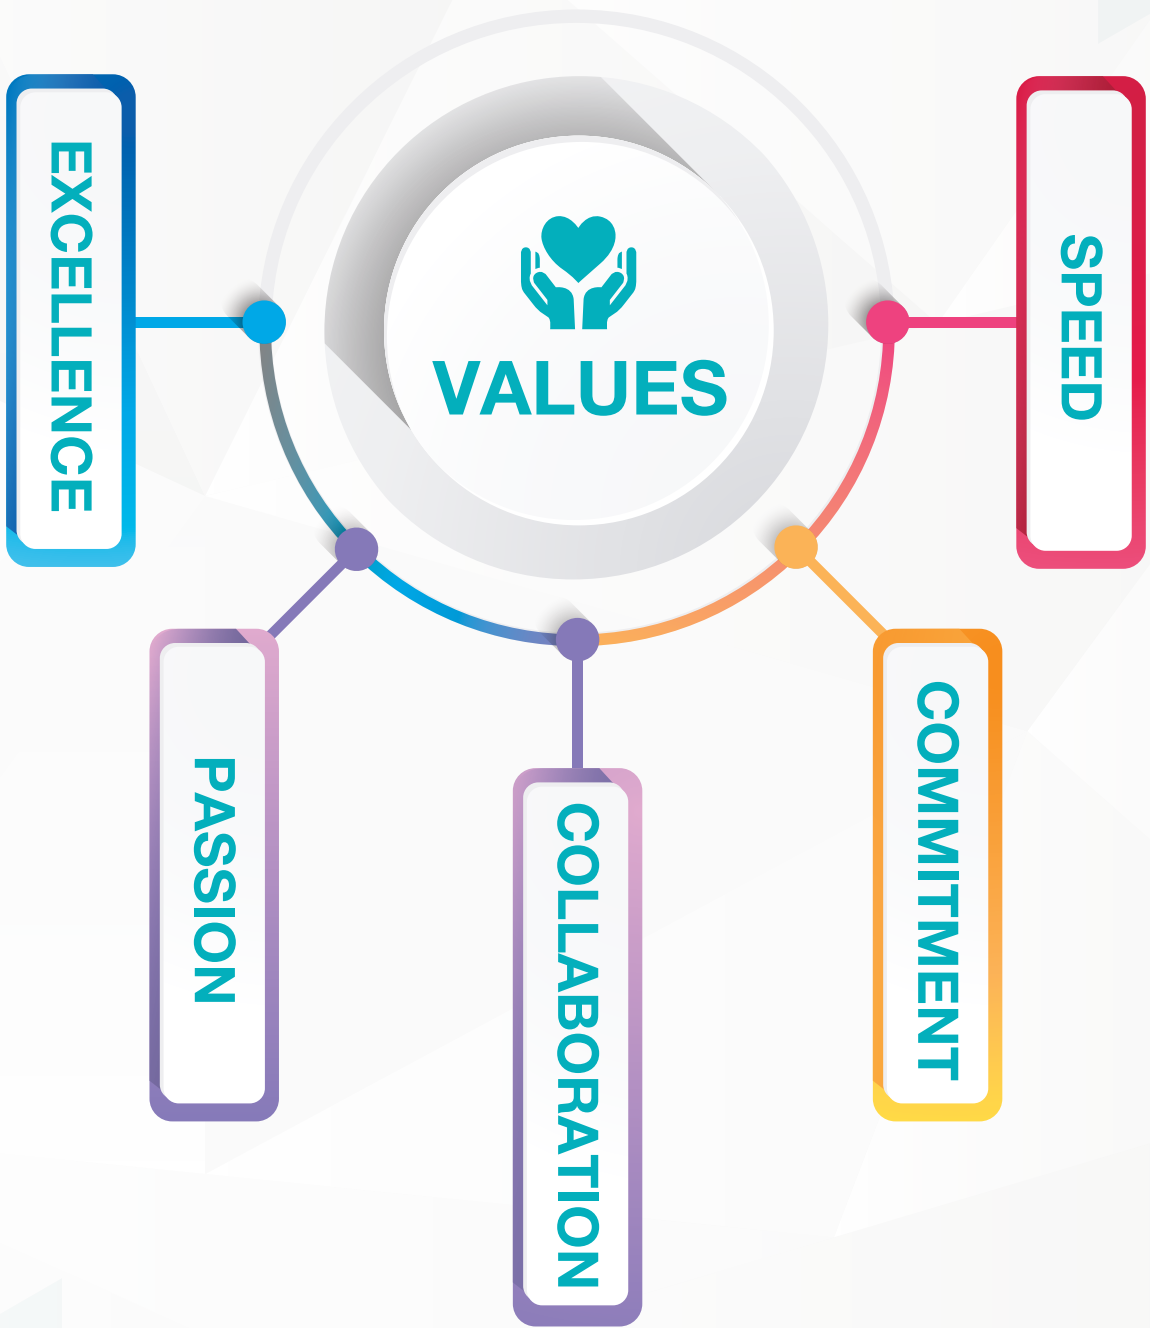 VALUES
EXCELLENCE
PASSION
COLLABORATION
COMMITMENT
SPEED